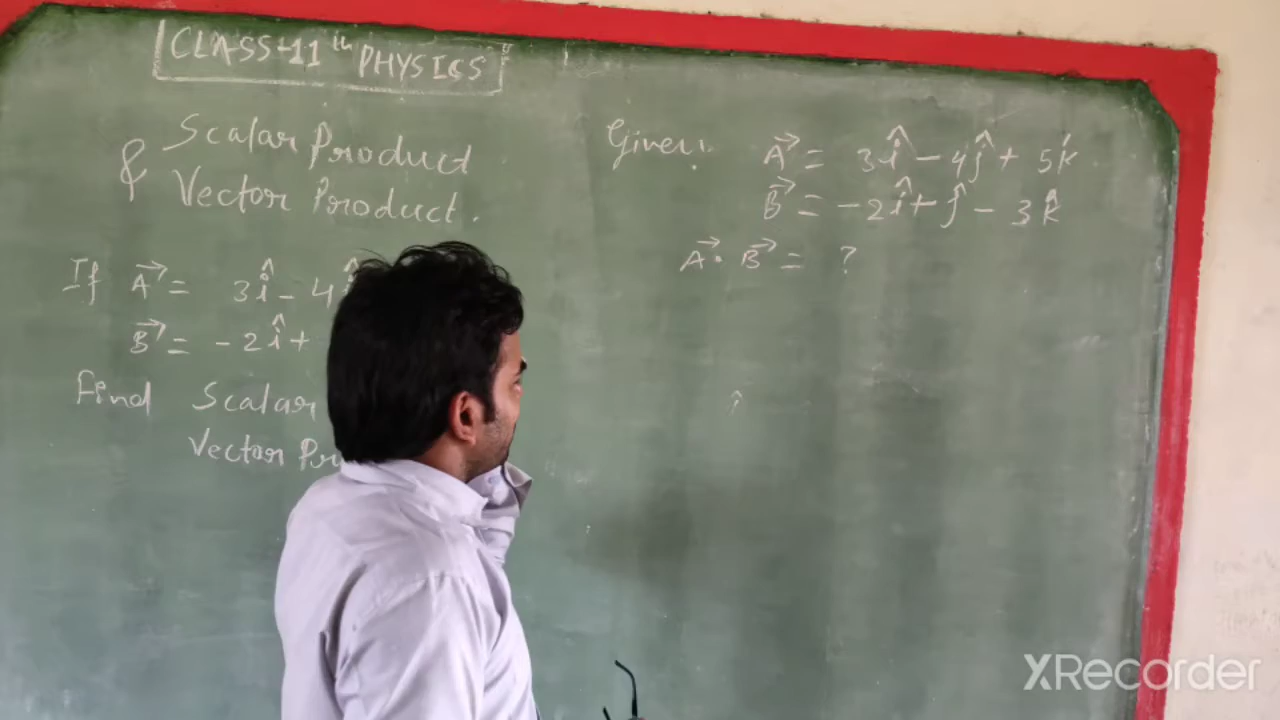 CLASS-11th PHYSICS
Scalar Product
& Vector Product.
If A⃗ = 3î - 4ĵ
B⃗ = -2î +
Find Scalar
Vector Pr
Given: A⃗ = 3î - 4ĵ + 5k̂
B⃗ = -2î + ĵ - 3k̂
A⃗ . B⃗ = ?
XRecorder